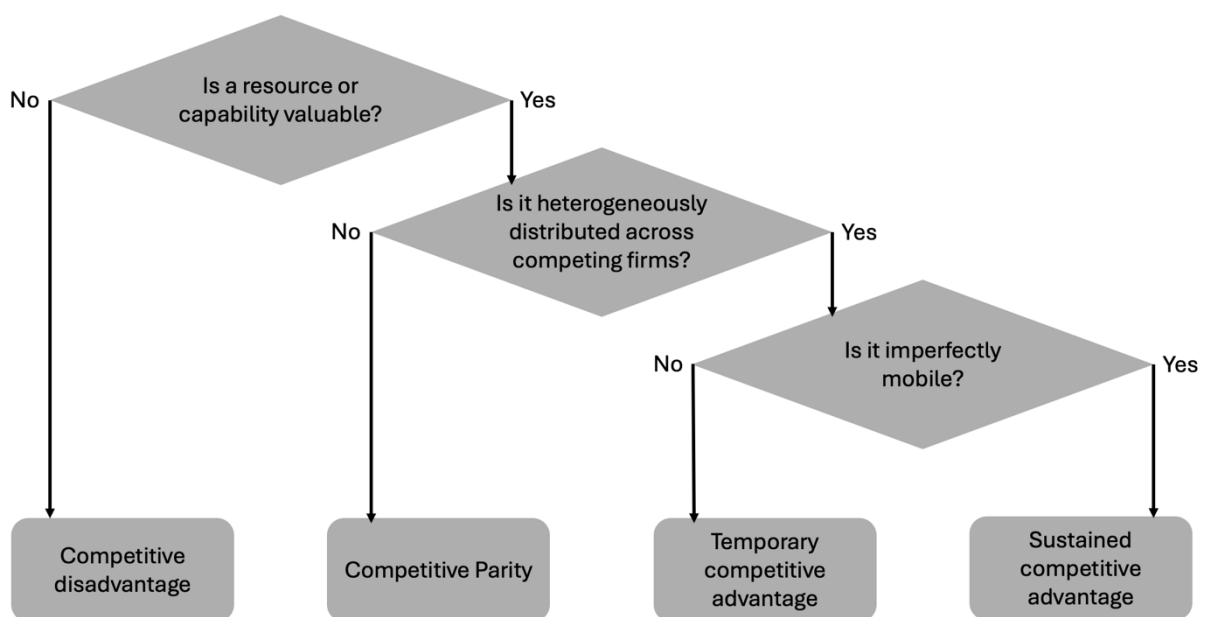 Is a resource or
capability valuable?
No
Yes
Is it heterogeneously
distributed across
competing firms?
No
Yes
Is it imperfectly
mobile?
No
Yes
Competitive
disadvantage
Competitive Parity
Temporary
competitive
advantage
Sustained
competitive
advantage